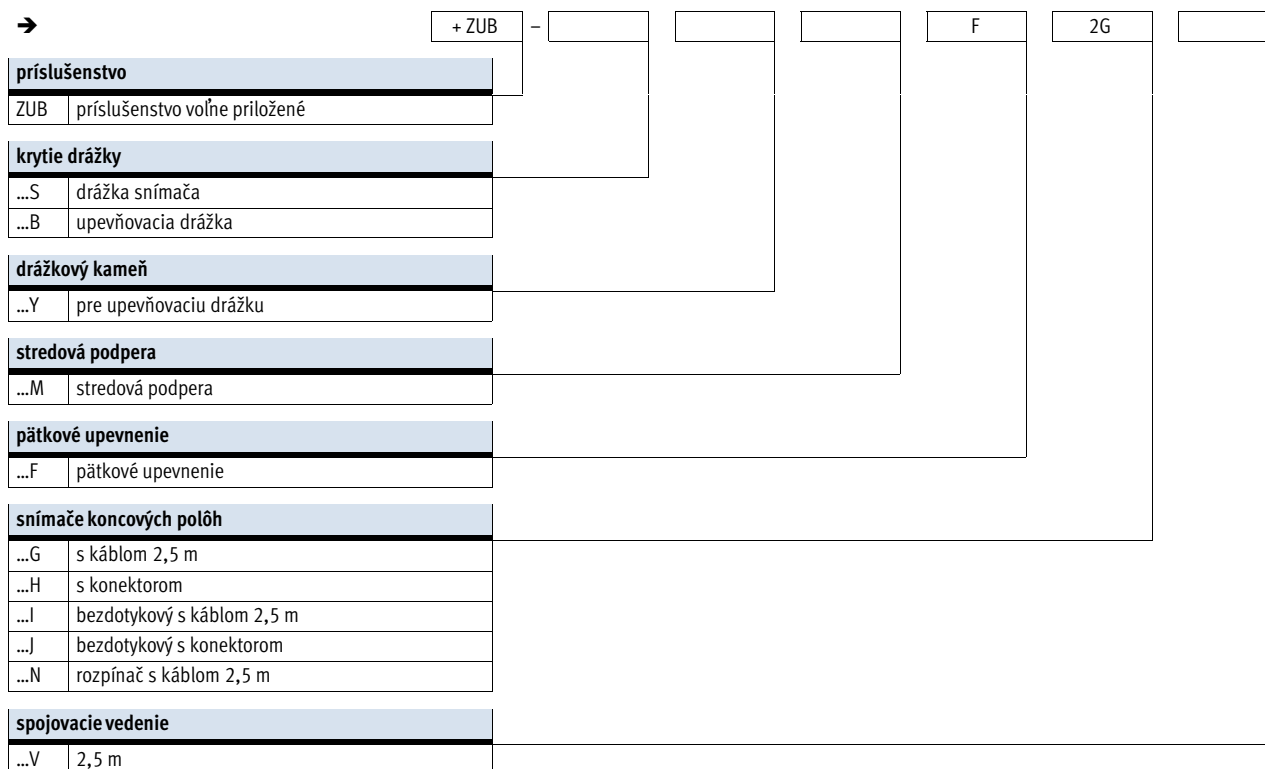 ➔ + ZUB – F 2G
príslušenstvo
ZUB príslušenstvo voľne priložené
krytie drážky
...S drážka snímača
...B upevňovacia drážka
drážkový kameň
...Y pre upevňovaciu drážku
stredová podpera
...M stredová podpera
pätkové upevnenie
...F pätkové upevnenie
snímače koncových polôh
...G s káblom 2,5 m
...H s konektorom
...I bezdotykový s káblom 2,5 m
...J bezdotykový s konektorom
...N rozpínač s káblom 2,5 m
spojovacie vedenie
...V 2,5 m